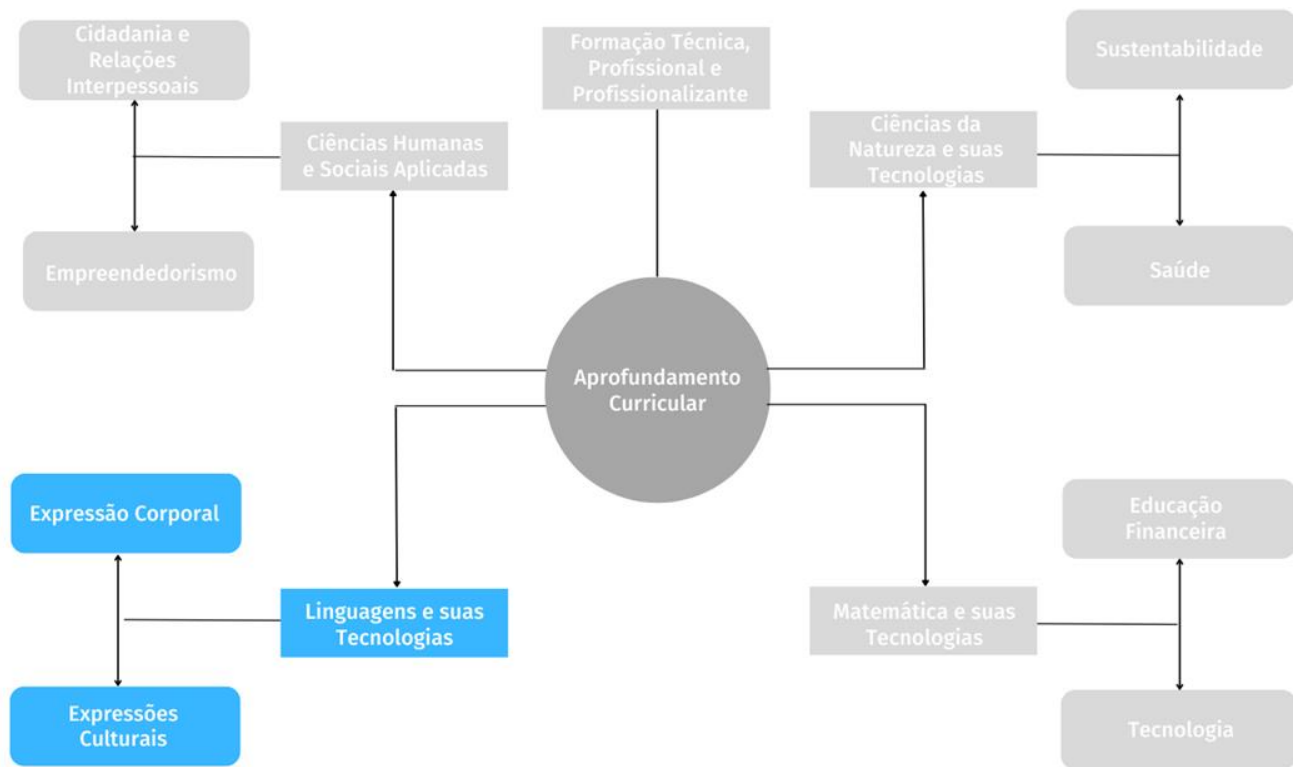 Cidadania e
Relações
Interpessoais
Formação Técnica,
Profissional e
Profissionalizante
Sustentabilidade
Ciências Humanas
e Sociais Aplicadas
Ciências da
Natureza e suas
Tecnologias
Empreendedorismo
Saúde
Aprofundamento
Curricular
Expressão Corporal
Educação
Financeira
Linguagens e suas
Tecnologias
Matemática e suas
Tecnologias
Expressões
Culturais
Tecnologia